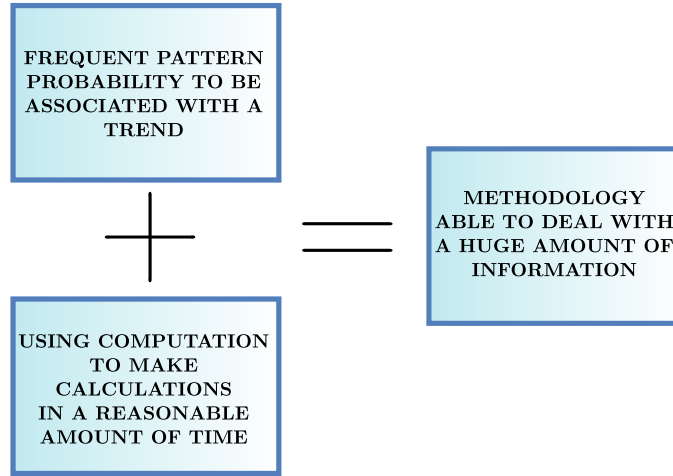 FREQUENT PATTERN
PROBABILITY TO BE
ASSOCIATED WITH A
TREND
USING COMPUTATION
TO MAKE
CALCULATIONS
IN A REASONABLE
AMOUNT OF TIME
METHODOLOGY
ABLE TO DEAL WITH
A HUGE AMOUNT OF
INFORMATION